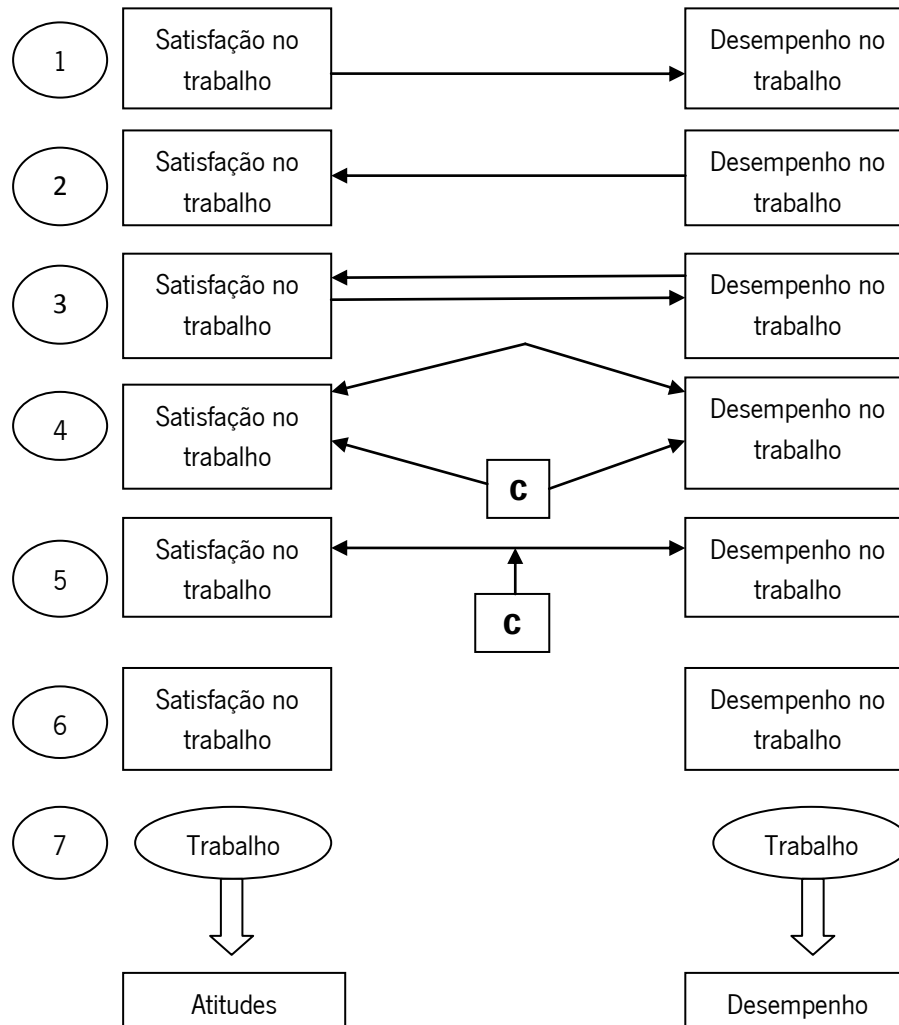 1
Satisfação no
trabalho
Desempenho no
trabalho
2
Satisfação no
trabalho
Desempenho no
trabalho
3
Satisfação no
trabalho
Desempenho no
trabalho
4
Satisfação no
trabalho
Desempenho no
trabalho
C
5
Satisfação no
trabalho
Desempenho no
trabalho
C
6
Satisfação no
trabalho
Desempenho no
trabalho
7
Trabalho
Trabalho
Atitudes
Desempenho